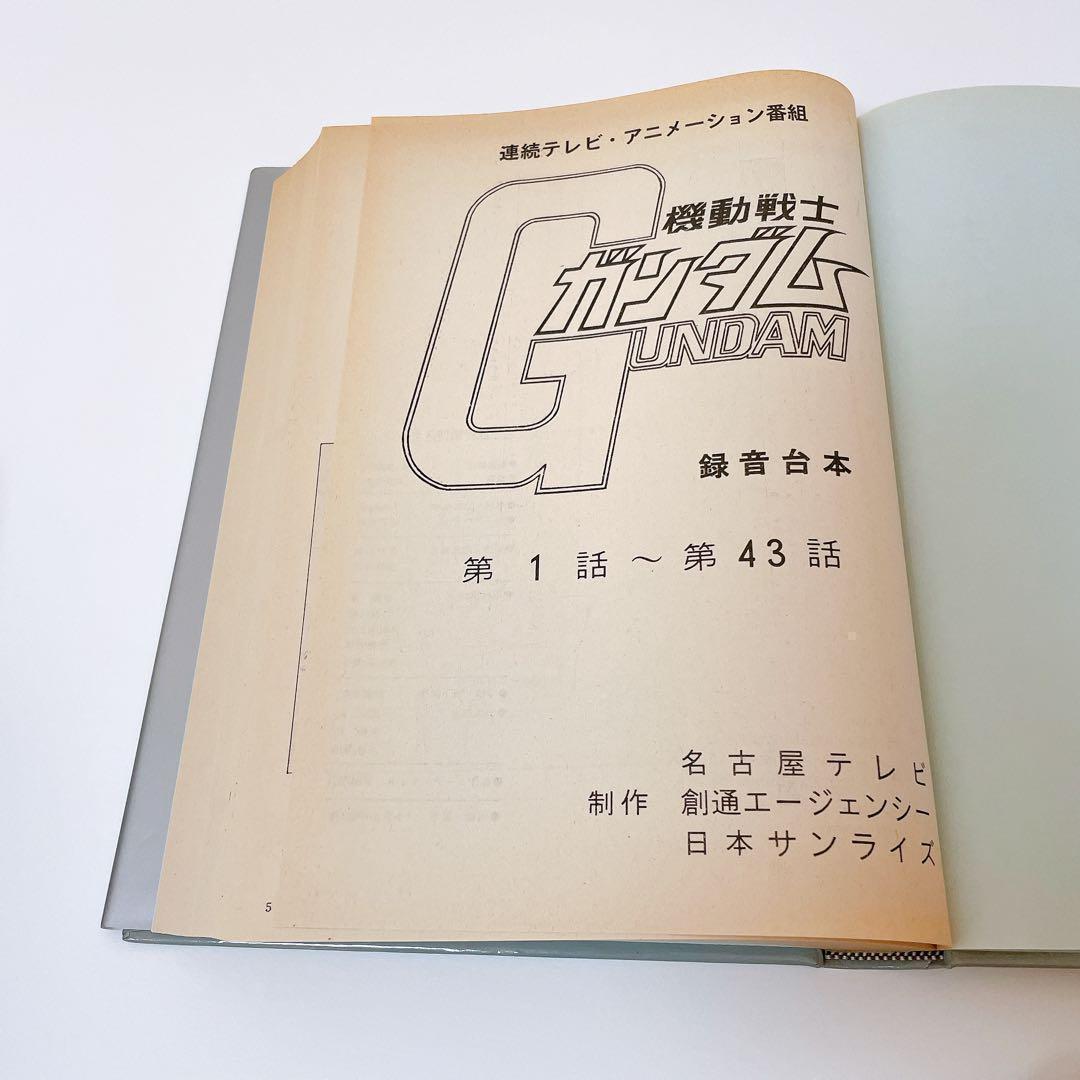 連続テレビ・アニメーション番組
機動戦士
ガンダム
GUNDAM
録音台本
第1話～第43話
名古屋テレビ
制作 創通エージェンシー
日本サンライズ
5